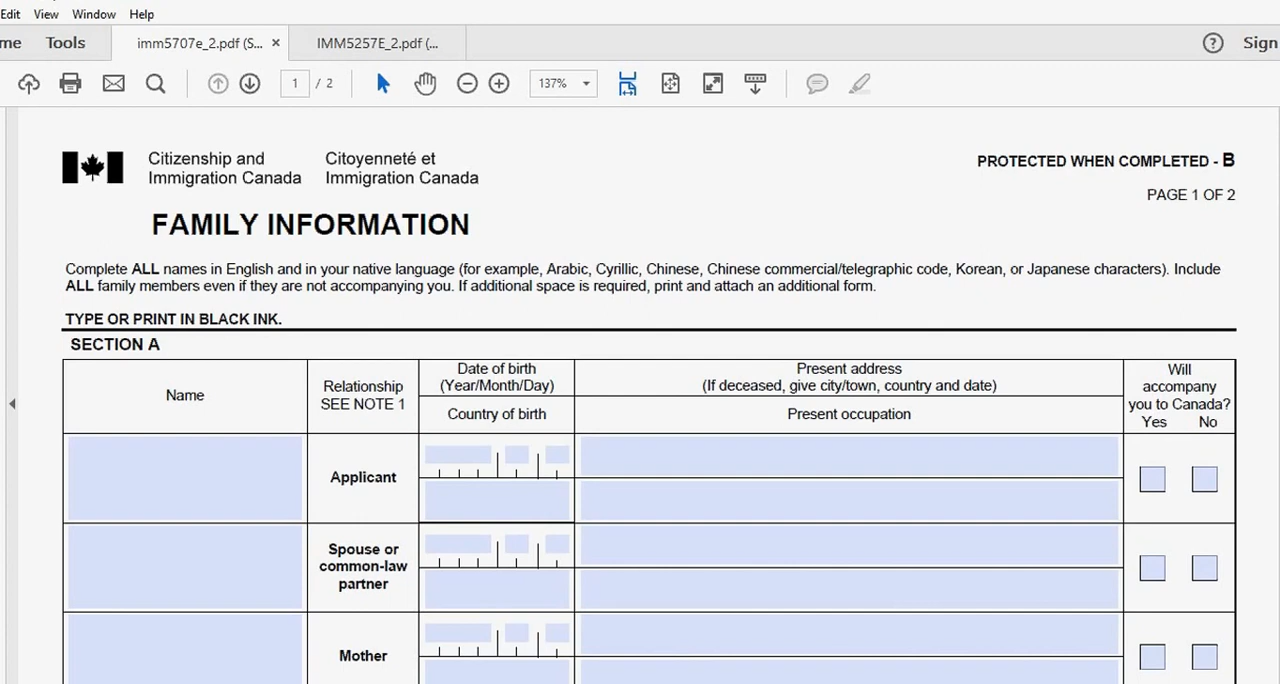 Edit View Window Help
me Tools imm5707e_2.pdf (S... × IMM5257E_2.pdf (... ? Sign
1 / 2 137%
Citizenship and Citoyenneté et
Immigration Canada Immigration Canada
PROTECTED WHEN COMPLETED - B
PAGE 1 OF 2
FAMILY INFORMATION
Complete ALL names in English and in your native language (for example, Arabic, Cyrillic, Chinese, Chinese commercial/telegraphic code, Korean, or Japanese characters). Include
ALL family members even if they are not accompanying you. If additional space is required, print and attach an additional form.
TYPE OR PRINT IN BLACK INK.
SECTION A
Name
Relationship
SEE NOTE 1
Date of birth
(Year/Month/Day)
Country of birth
Present address
(If deceased, give city/town, country and date)
Present occupation
Will
accompany
you to Canada?
Yes No
Applicant
Spouse or
common-law
partner
Mother